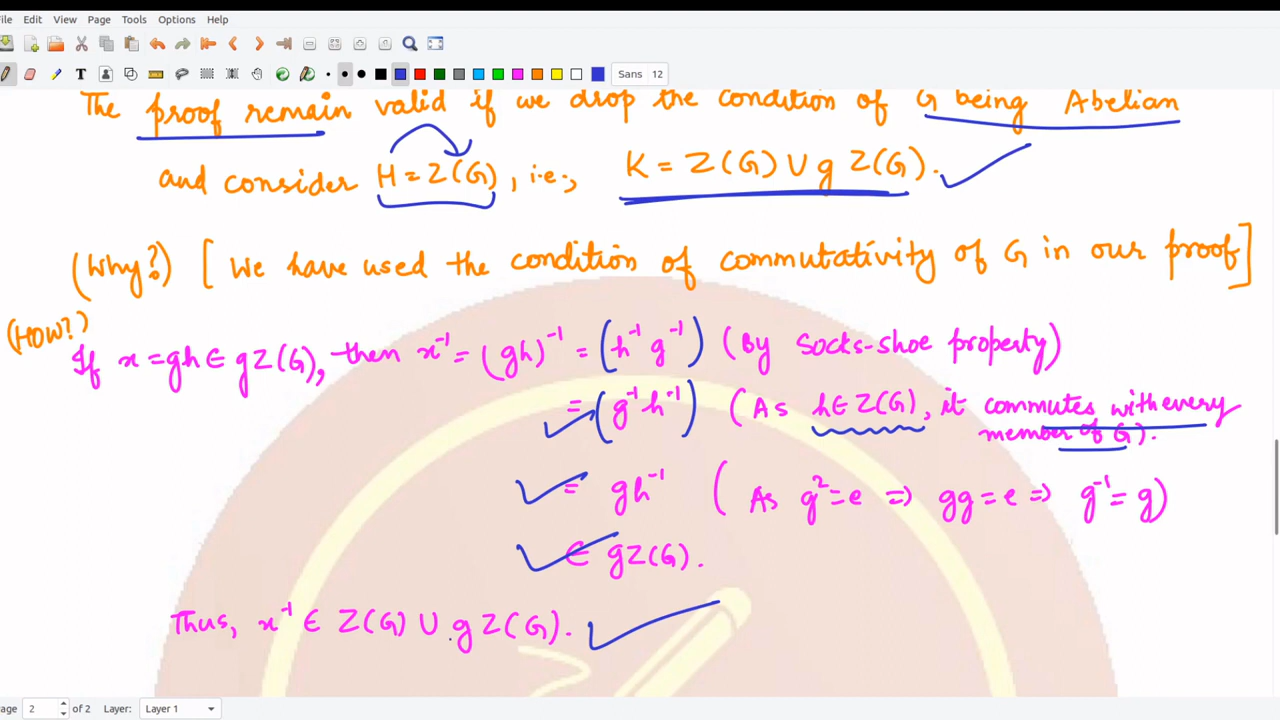 File Edit View Page Tools Options Help
Sans 12
The proof remain valid if we drop the condition of G being Abelian
and consider H = Z(G), i.e., K = Z(G) ∪ g Z(G).
(Why?) [We have used the condition of commutativity of G in our proof]
(How?)
If x = gh ∈ gZ(G), then x⁻¹ = (gh)⁻¹ = (h⁻¹ g⁻¹) (By Socks-shoe property)
= (g⁻¹ h⁻¹) (As h ∈ Z(G), it commutes with every
member of G).
= gh⁻¹ (As g² = e ⇒ gg = e ⇒ g⁻¹ = g)
∈ gZ(G).
Thus, x⁻¹ ∈ Z(G) ∪ g Z(G).
Page 2 of 2 Layer: Layer 1